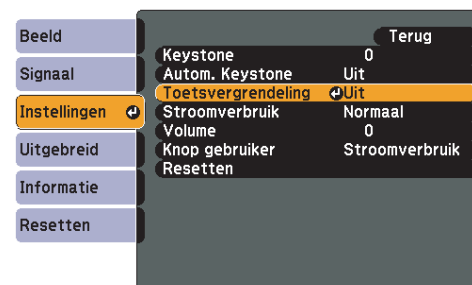 Beeld
Signaal
Instellingen
Uitgebreid
Informatie
Resetten
Terug
Keystone 0
Autom. Keystone Uit
Toetsvergrendeling Uit
Stroomverbruik Normaal
Volume 0
Knop gebruiker Stroomverbruik
Resetten